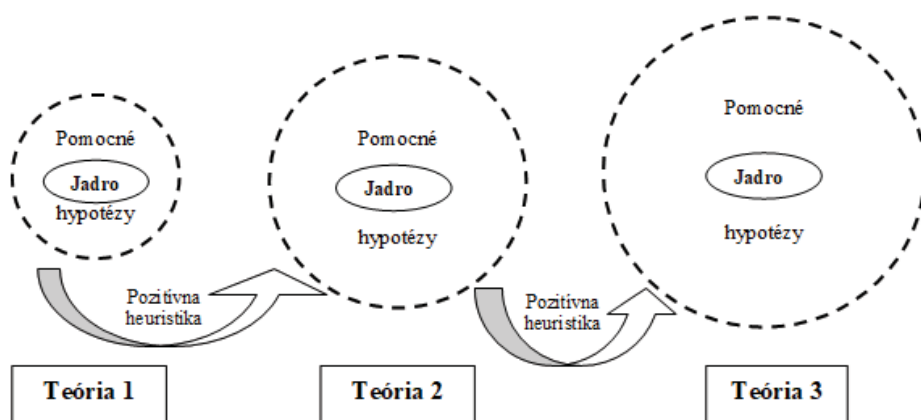 Pomocné
Jadro
hypotézy
Pomocné
Jadro
hypotézy
Pomocné
Jadro
hypotézy
Pozitívna
heuristika
Pozitívna
heuristika
Teória 1
Teória 2
Teória 3